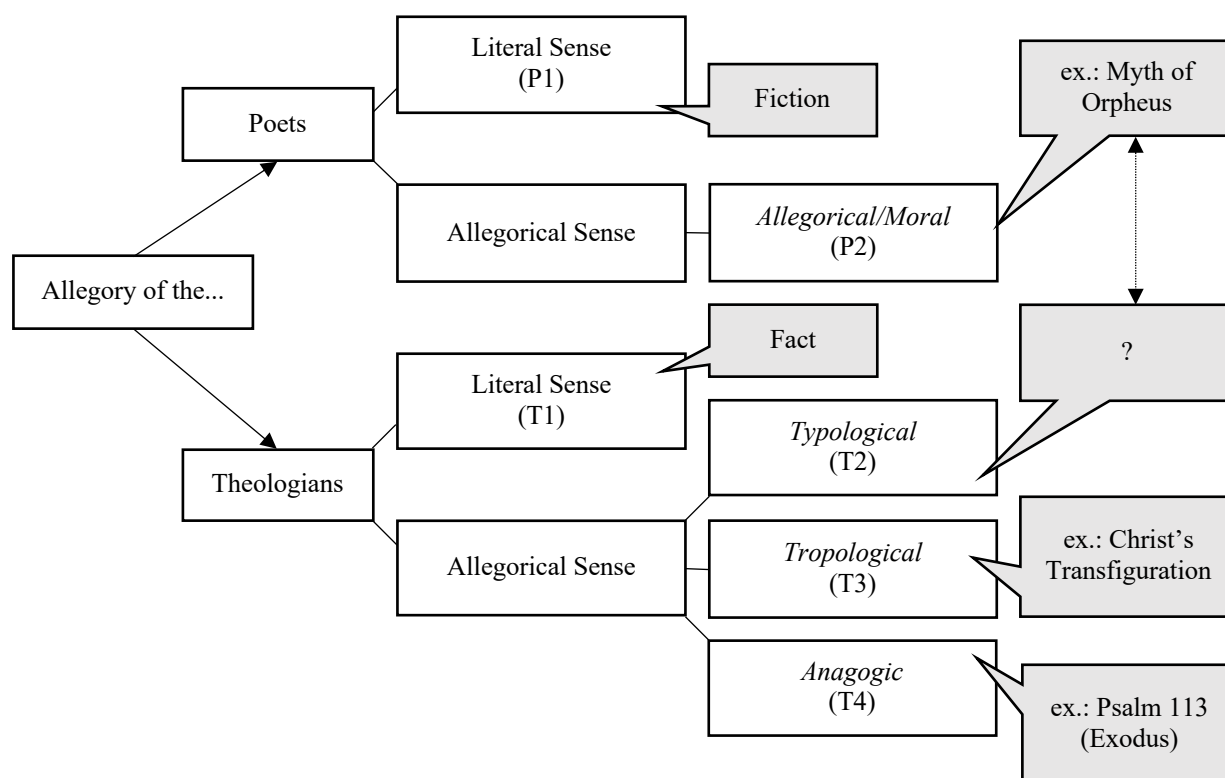 Literal Sense
(P1)
ex.: Myth of
Orpheus
Fiction
Poets
Allegorical Sense
Allegorical/Moral
(P2)
Allegory of the...
Fact
?
Literal Sense
(T1)
Typological
(T2)
Theologians
Allegorical Sense
Tropological
(T3)
ex.: Christ’s
Transfiguration
Anagogic
(T4)
ex.: Psalm 113
(Exodus)